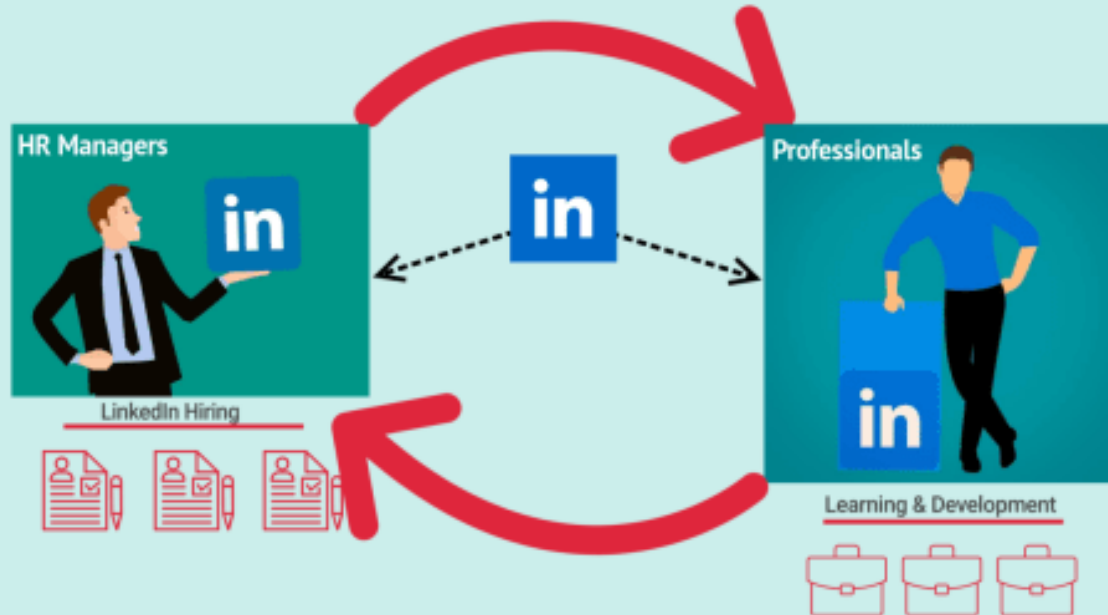 HR Managers
in
in
Professionals
in
LinkedIn Hiring
Learning & Development